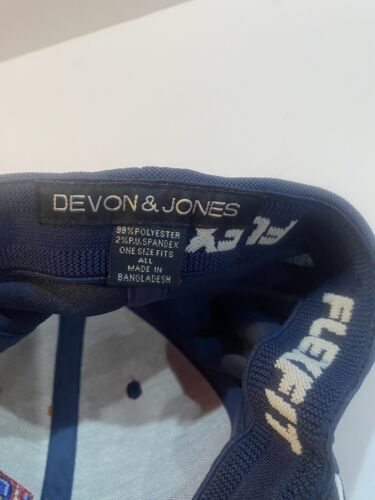 DEVON & JONES
98% POLYESTER
2% P.U. SPANDEX
ONE SIZE FITS
ALL
MADE IN
BANGLADESH
FLEX
FLEXFIT